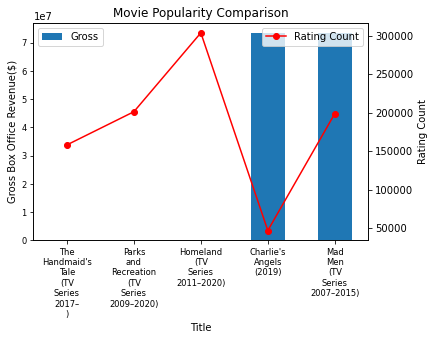 Movie Popularity Comparison
1e7
Gross
Rating Count
7
6
5
4
3
2
1
0
Gross Box Office Revenue($)
300000
250000
200000
150000
100000
50000
Rating Count
The
Handmaid's
Tale
(TV
Series
2017–
)
Parks
and
Recreation
(TV
Series
2009–2020)
Homeland
(TV
Series
2011–2020)
Charlie's
Angels
(2019)
Mad
Men
(TV
Series
2007–2015)
Title